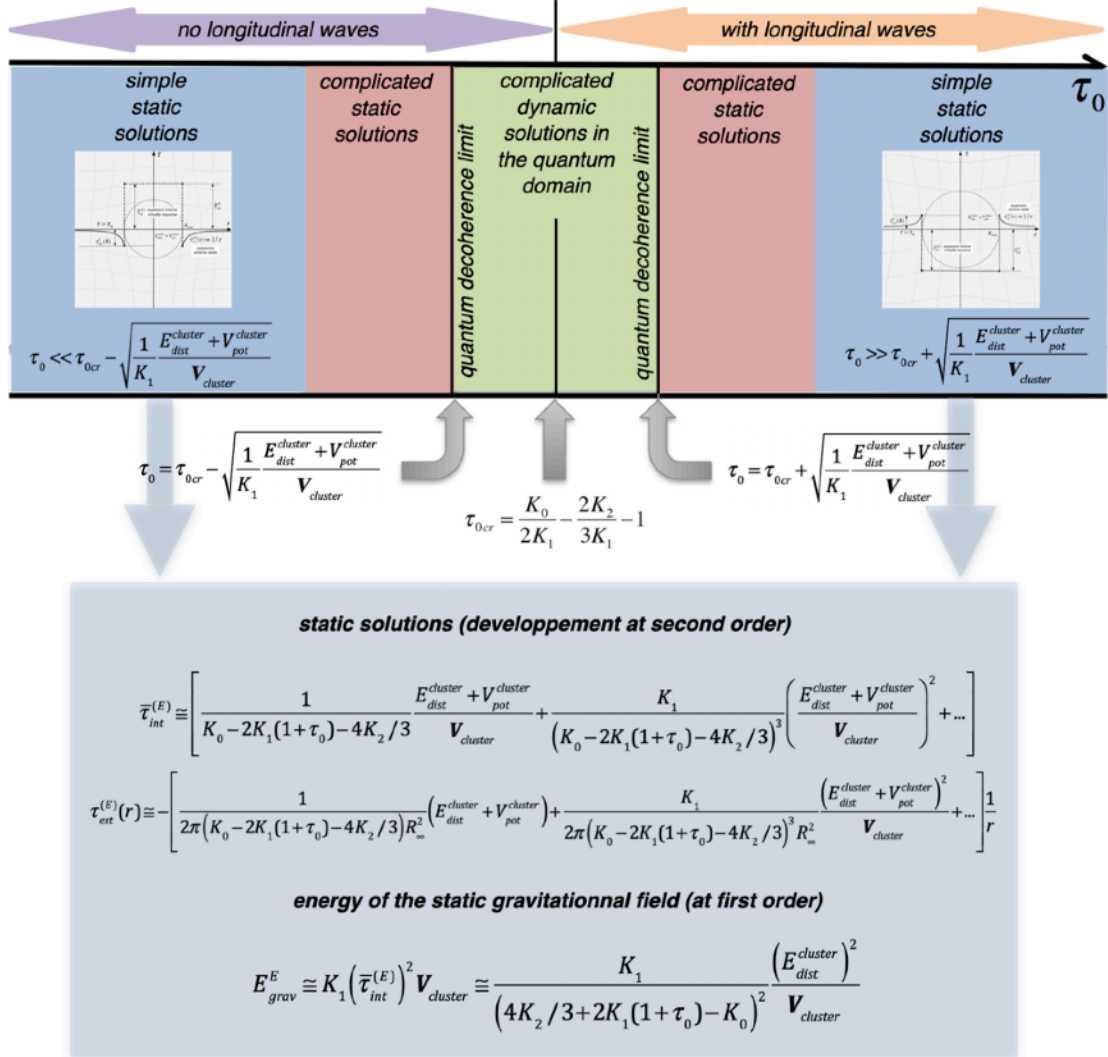 no longitudinal waves
with longitudinal waves
simple
static
solutions
complicated
static
solutions
quantum decoherence limit
complicated
dynamic
solutions in
the quantum
domain
quantum decoherence limit
complicated
static
solutions
simple
static
solutions
τ₀
τ
r
τ
r
τ₀ << τ₀cr − √(1/K₁ (E_dist^cluster + V_pot^cluster)/V_cluster)
τ₀ >> τ₀cr + √(1/K₁ (E_dist^cluster + V_pot^cluster)/V_cluster)
τ₀ = τ₀cr − √(1/K₁ (E_dist^cluster + V_pot^cluster)/V_cluster)
τ₀ = τ₀cr + √(1/K₁ (E_dist^cluster + V_pot^cluster)/V_cluster)
τ₀cr = K₀/2K₁ − 2K₂/3K₁ − 1
static solutions (developpement at second order)
τ̄_int^(E) ≅ [1/(K₀ − 2K₁(1+τ₀) − 4K₂/3) (E_dist^cluster + V_pot^cluster)/V_cluster + K₁/(K₀ − 2K₁(1+τ₀) − 4K₂/3)³ ((E_dist^cluster + V_pot^cluster)/V_cluster)² + ...]
τ_ext^(E)(r) ≅ −[1/(2π(K₀ − 2K₁(1+τ₀) − 4K₂/3)R_∞²) (E_dist^cluster + V_pot^cluster) + K₁/(2π(K₀ − 2K₁(1+τ₀) − 4K₂/3)³R_∞²) (E_dist^cluster + V_pot^cluster)²/V_cluster + ...] 1/r
energy of the static gravitationnal field (at first order)
E_grav^E ≅ K₁(τ̄_int^(E))² V_cluster ≅ K₁/(4K₂/3 + 2K₁(1+τ₀) − K₀)² (E_dist^cluster)²/V_cluster